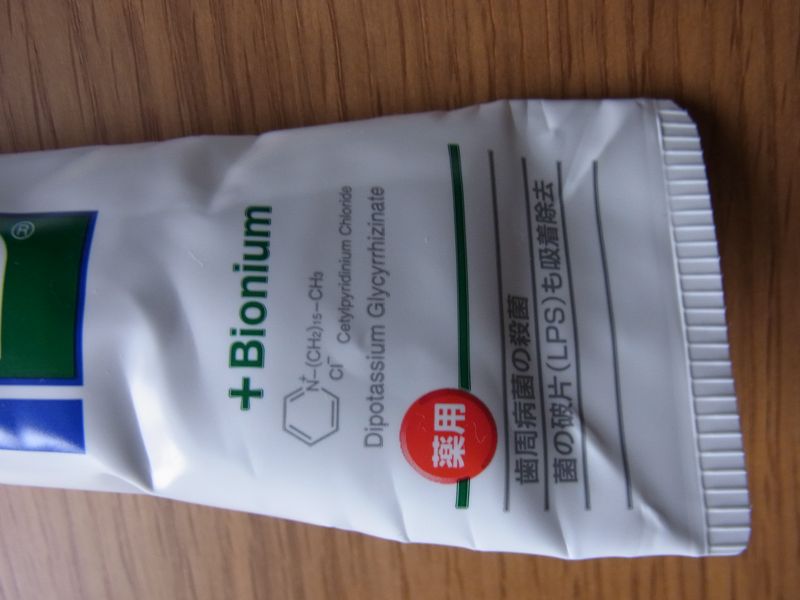 ®
+Bionium
N⁺–(CH₂)₁₅–CH₃
Cl⁻
Cetylpyridinium Chloride
Dipotassium Glycyrrhizinate
薬用
歯周病菌の殺菌
菌の破片(LPS)も吸着除去